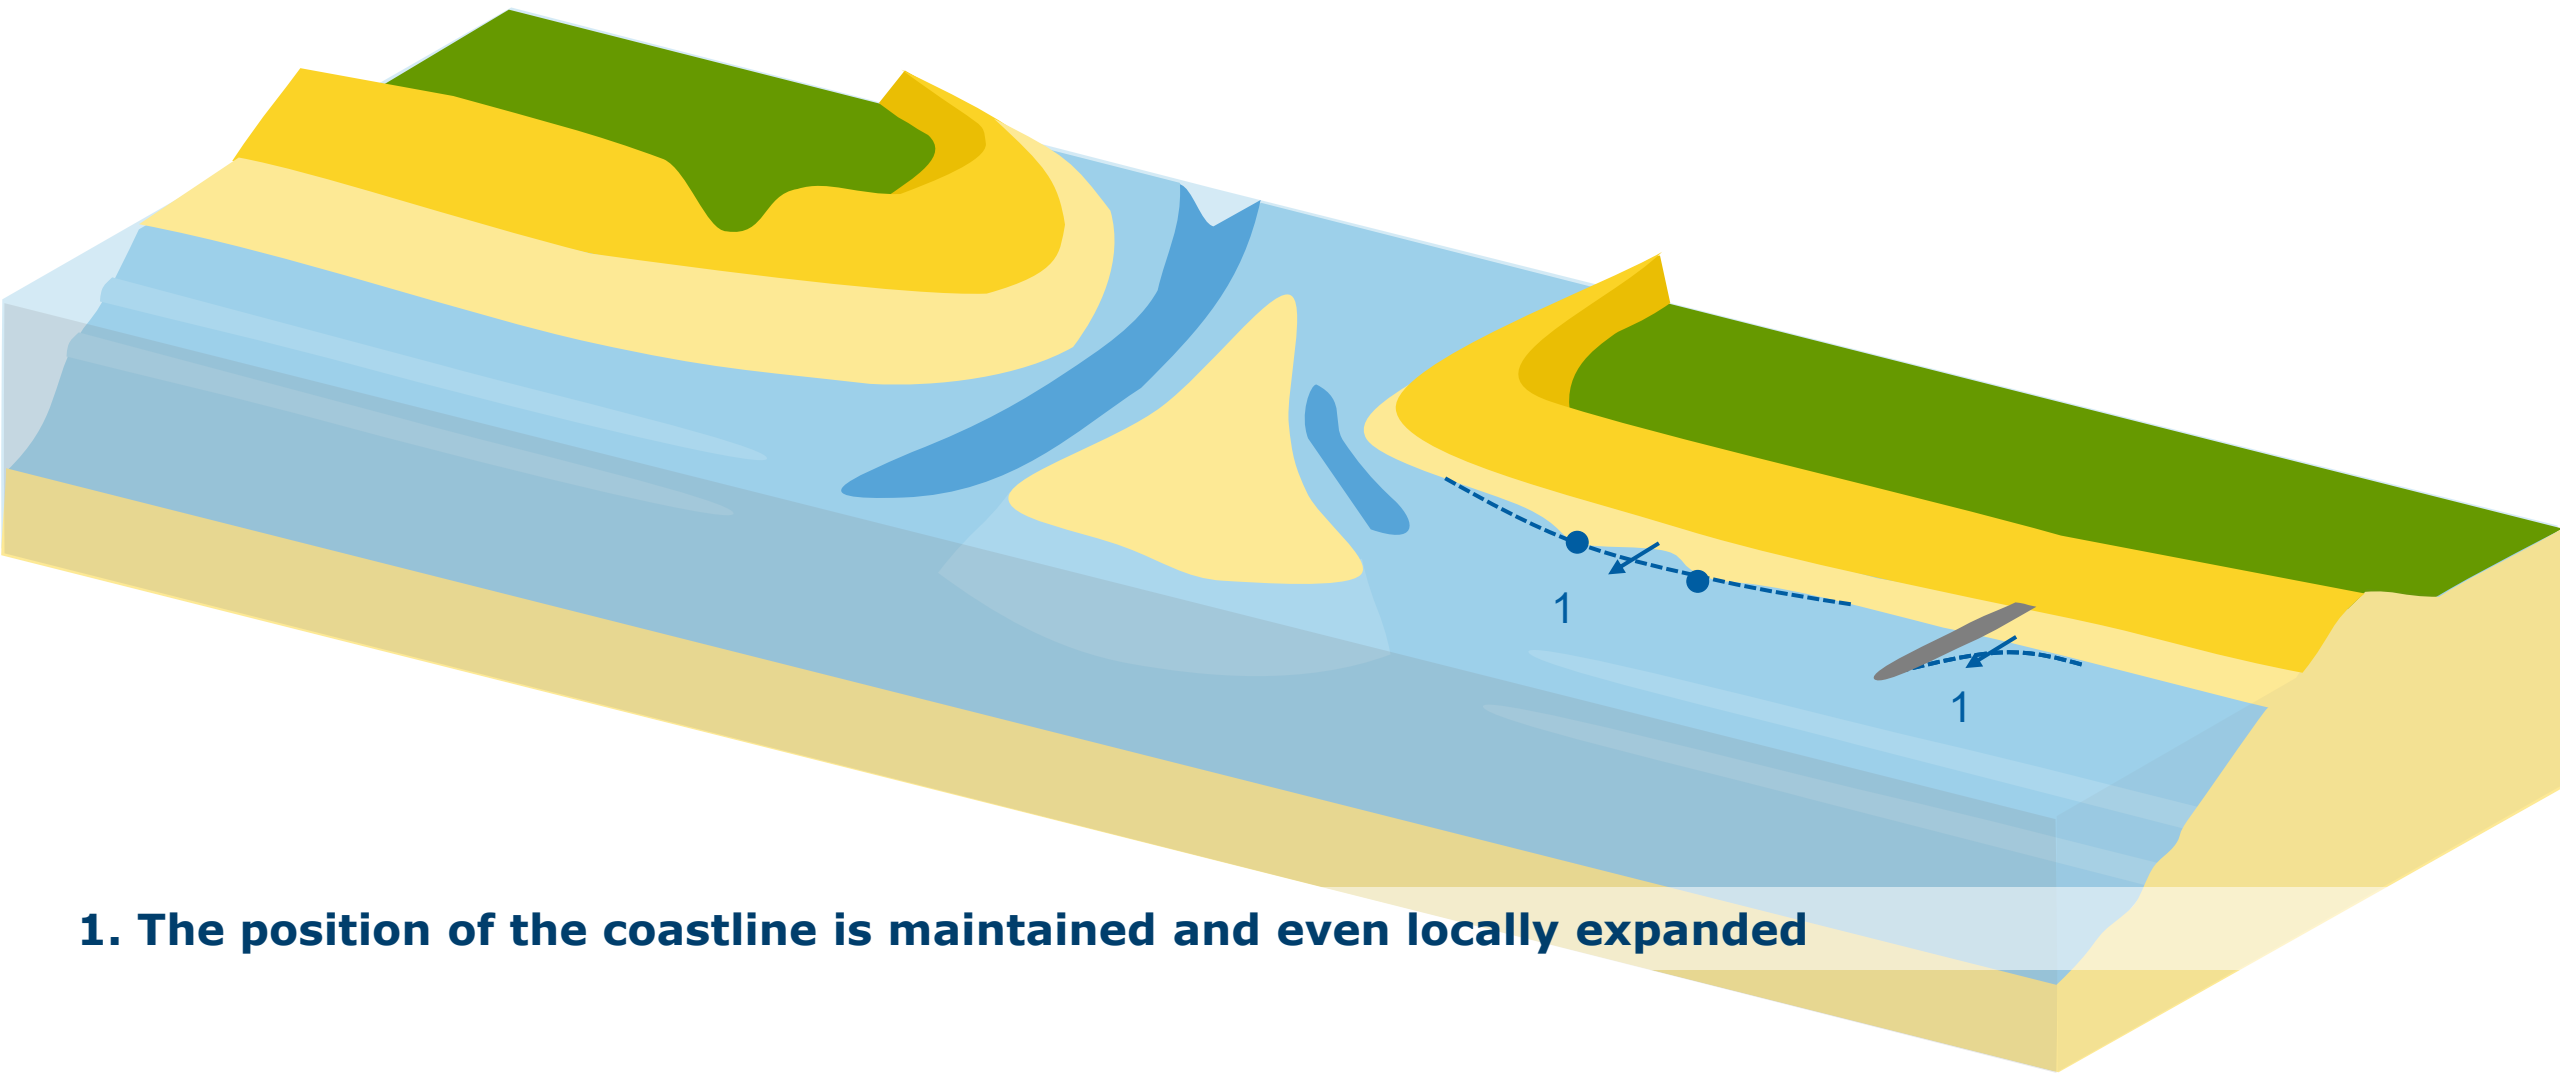 1
1
1. The position of the coastline is maintained and even locally expanded